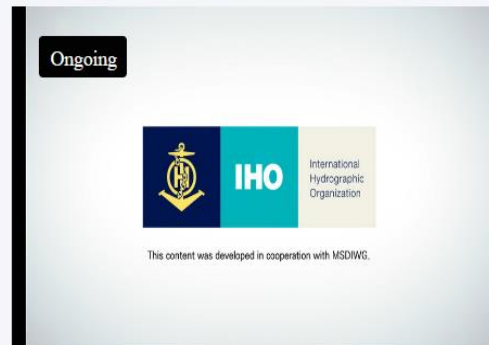 Ongoing
IHO
International
Hydrographic
Organization
This content was developed in cooperation with MSDIWG.